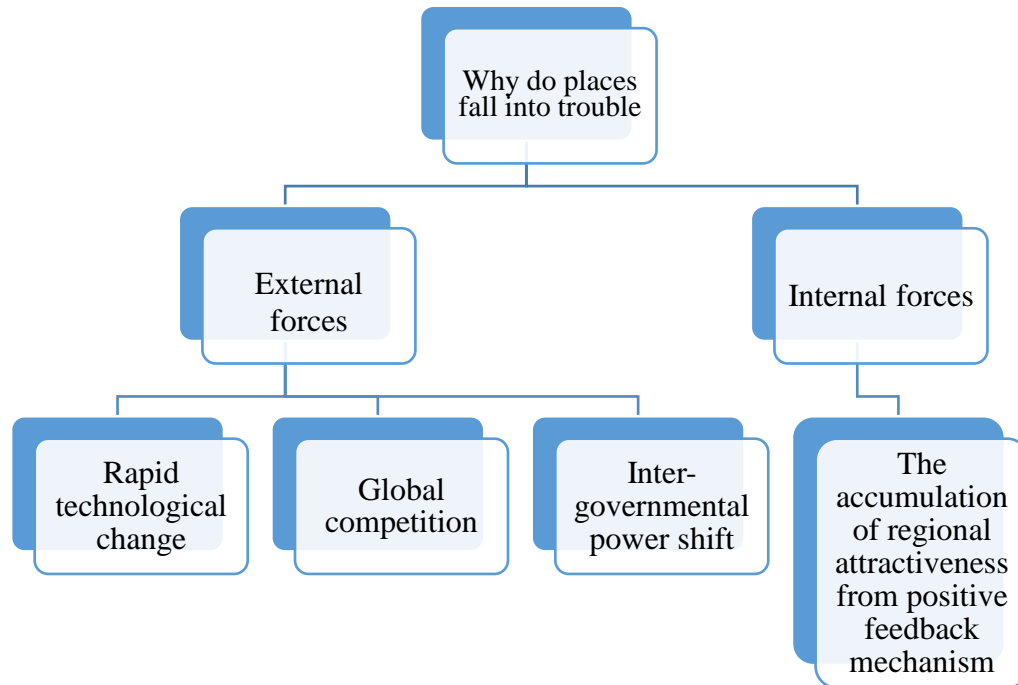 Why do places
fall into trouble
External
forces
Internal forces
Rapid
technological
change
Global
competition
Inter-
governmental
power shift
The
accumulation
of regional
attractiveness
from positive
feedback
mechanism